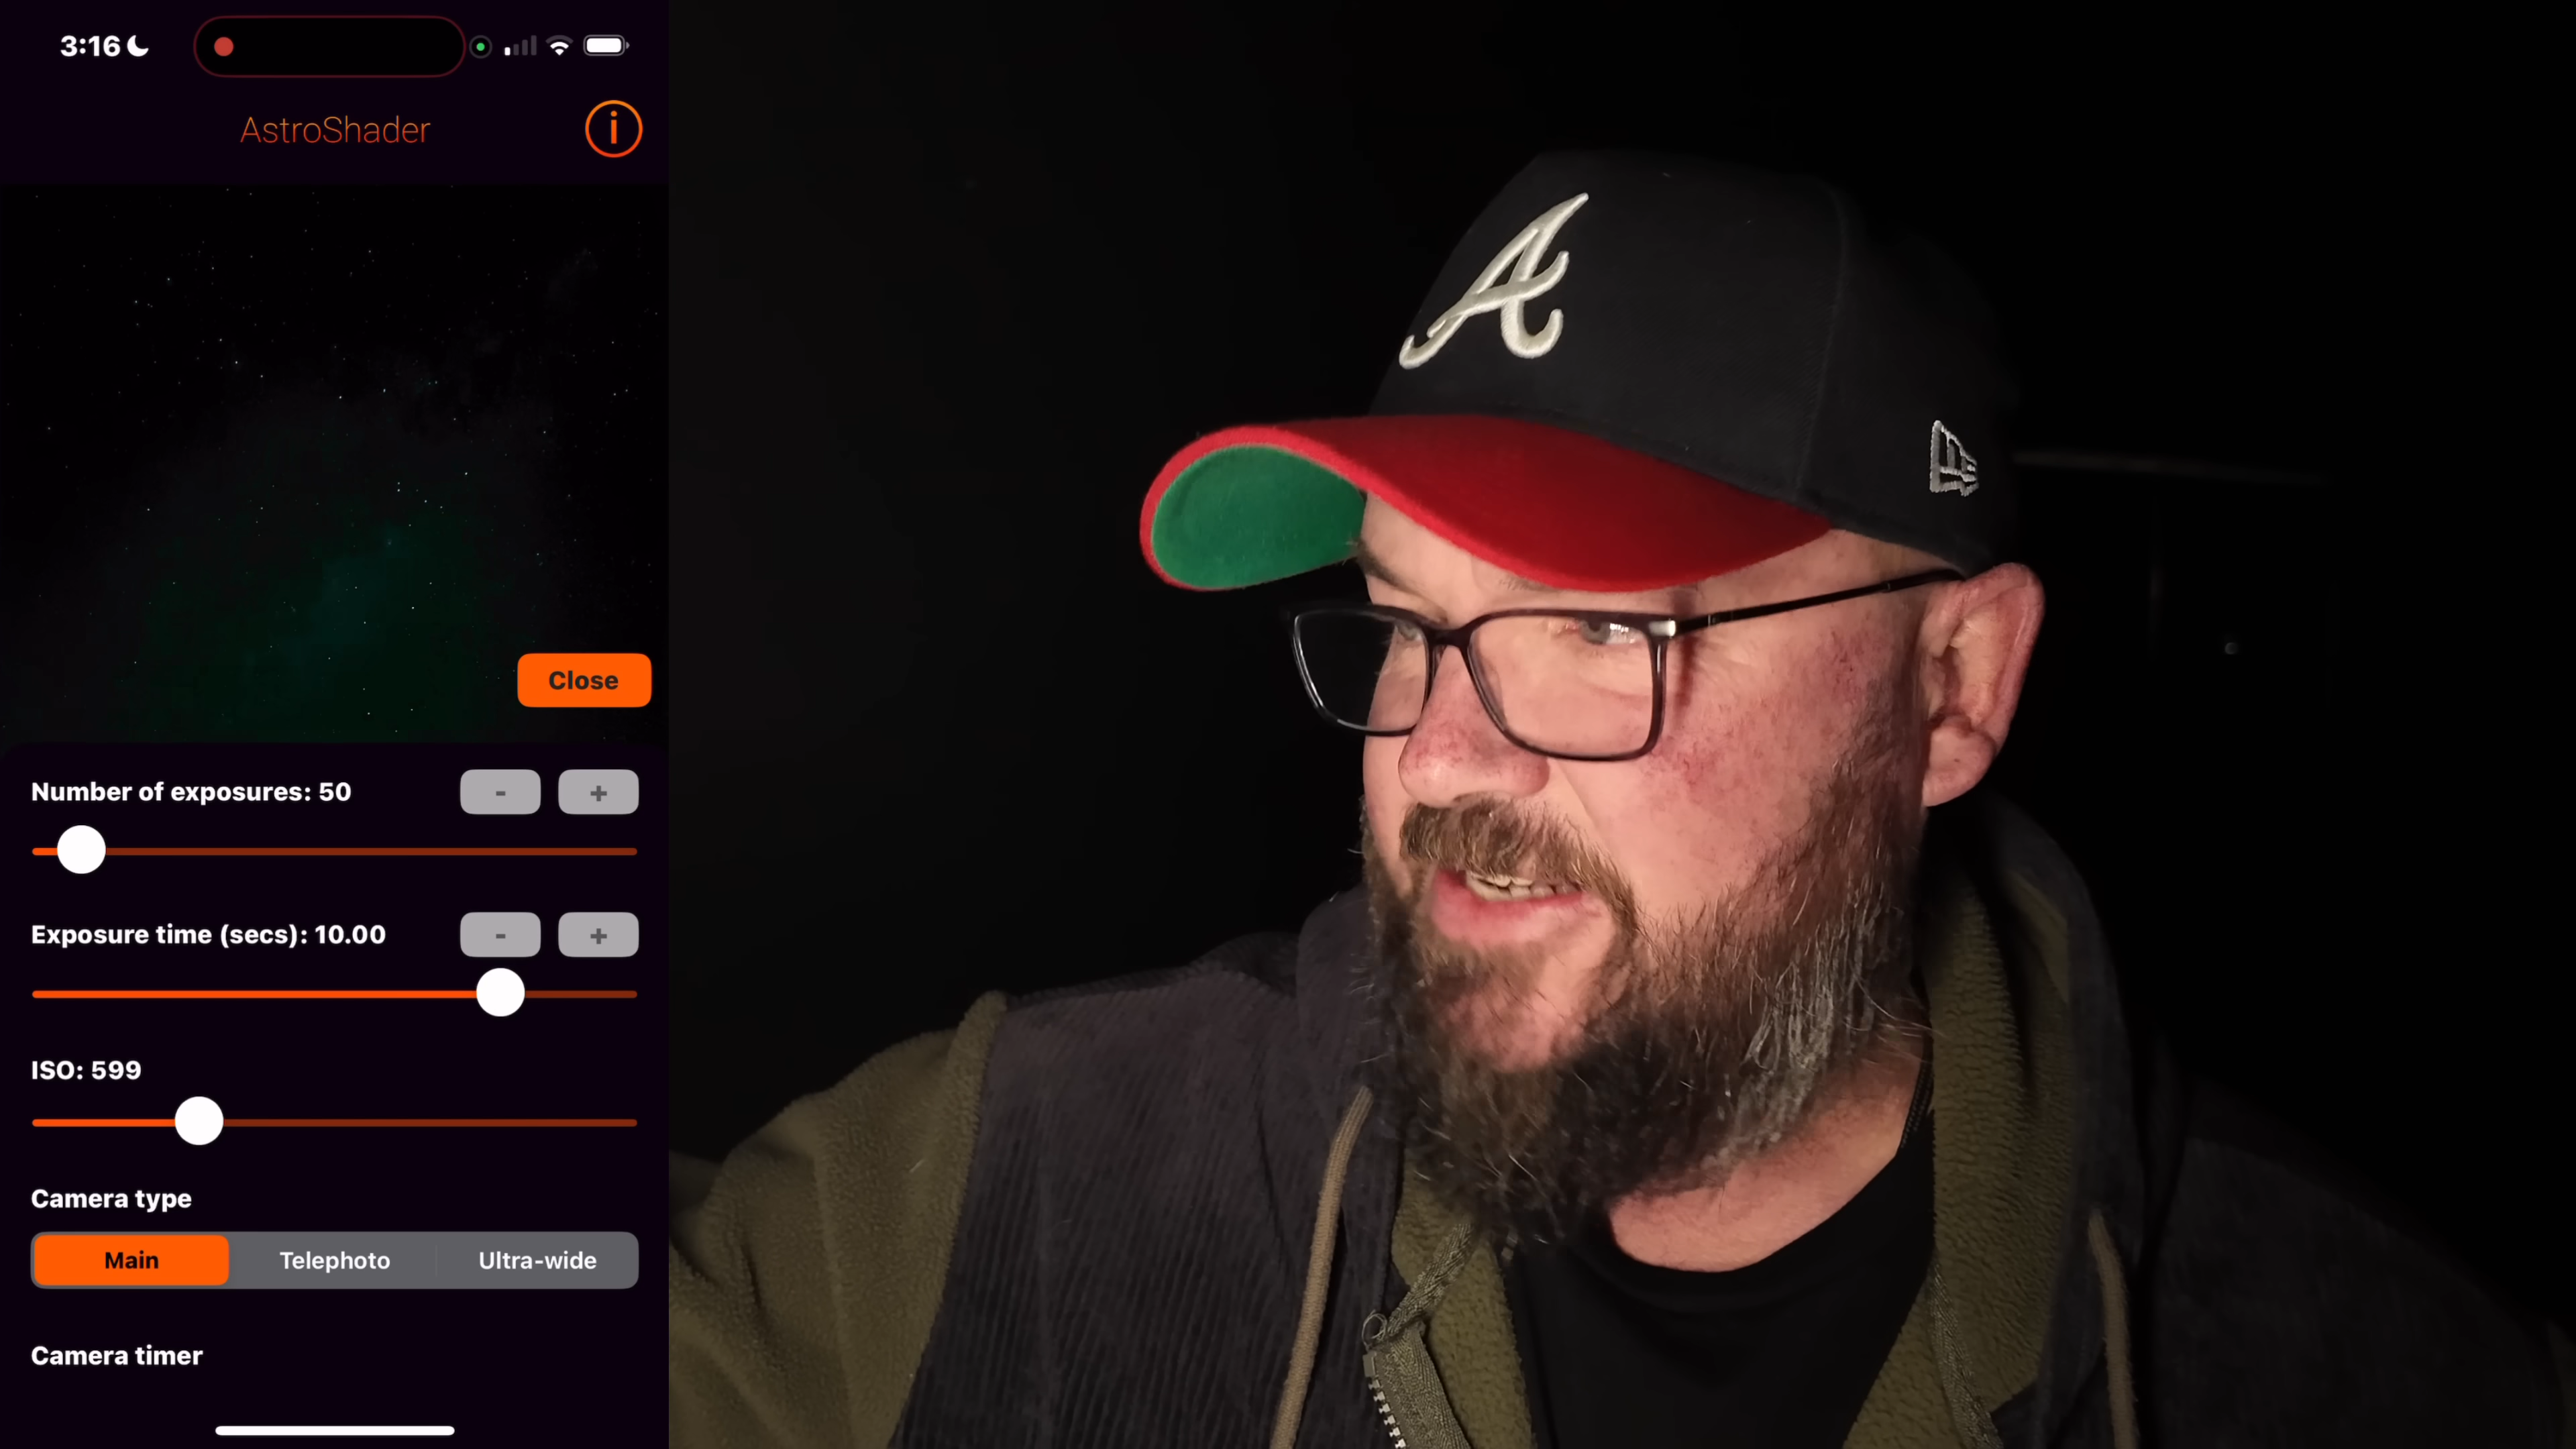 3:16
AstroShader
i
Close
Number of exposures: 50 - +
Exposure time (secs): 10.00 - +
ISO: 599
Camera type
Main Telephoto Ultra-wide
Camera timer
A